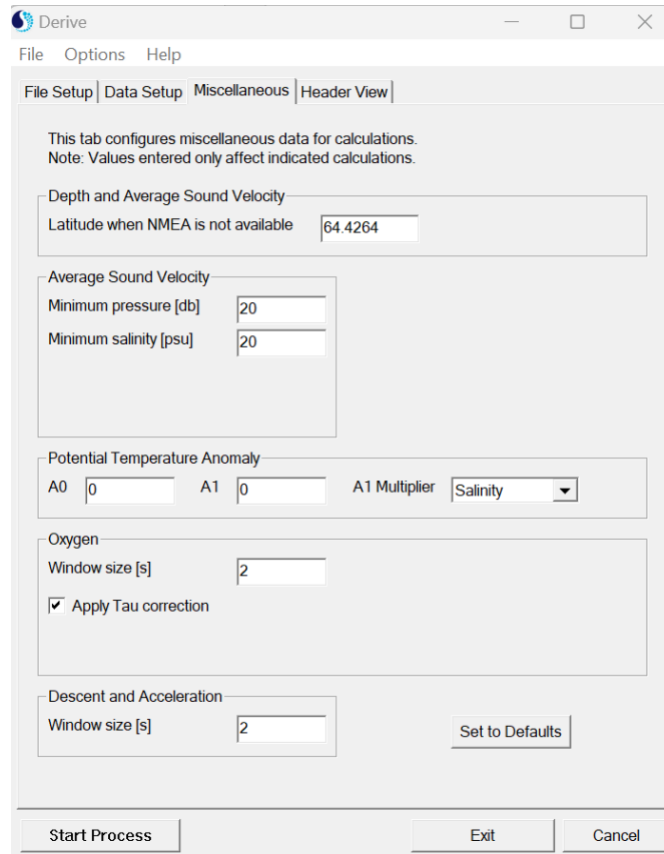 Derive
File Options Help
File Setup Data Setup Miscellaneous Header View
This tab configures miscellaneous data for calculations.
Note: Values entered only affect indicated calculations.
Depth and Average Sound Velocity
Latitude when NMEA is not available 64.4264
Average Sound Velocity
Minimum pressure [db] 20
Minimum salinity [psu] 20
Potential Temperature Anomaly
A0 0 A1 0 A1 Multiplier Salinity
Oxygen
Window size [s] 2
Apply Tau correction
Descent and Acceleration
Window size [s] 2
Set to Defaults
Start Process Exit Cancel